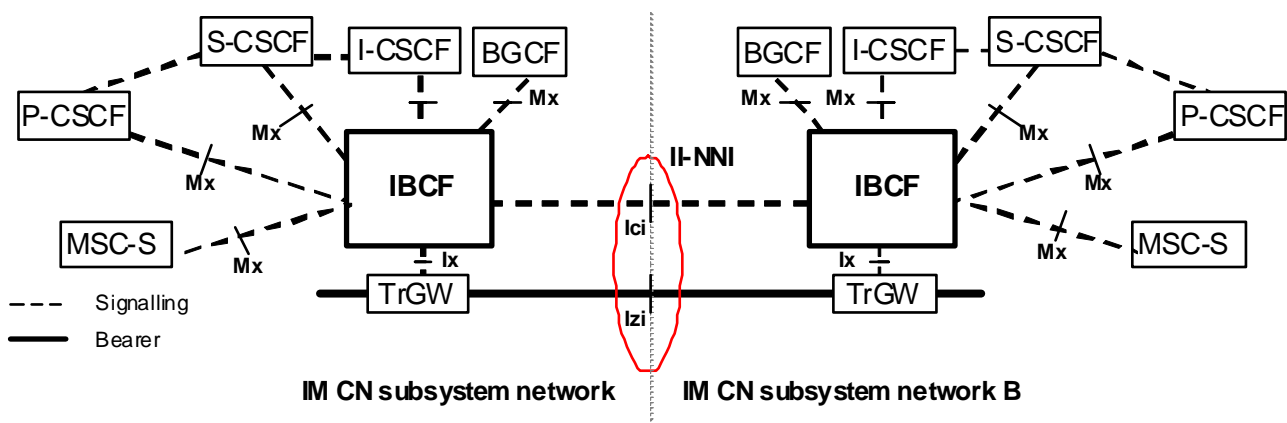 S-CSCF
I-CSCF
BGCF
BGCF
I-CSCF
S-CSCF
P-CSCF
Mx
Mx
Mx
Mx
Mx
P-CSCF
IBCF
II-NNI
IBCF
Mx
Mx
MSC-S
Mx
Ici
Mx
MSC-S
Ix
Ix
TrGW
TrGW
Signalling
Izi
Bearer
IM CN subsystem network
IM CN subsystem network B